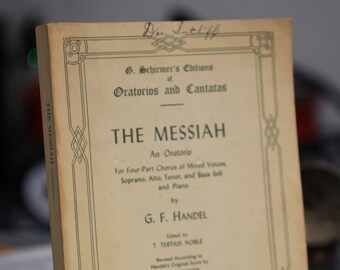 G. Schirmer's Editions
of
Oratorios and Cantatas
THE MESSIAH
An Oratorio
For Four-Part Chorus of Mixed Voices,
Soprano, Alto, Tenor, and Bass Soli
and Piano
by
G. F. HANDEL
Edited by
T. TERTIUS NOBLE
Revised According to
Handel's Original Score by
THE MESSIAH